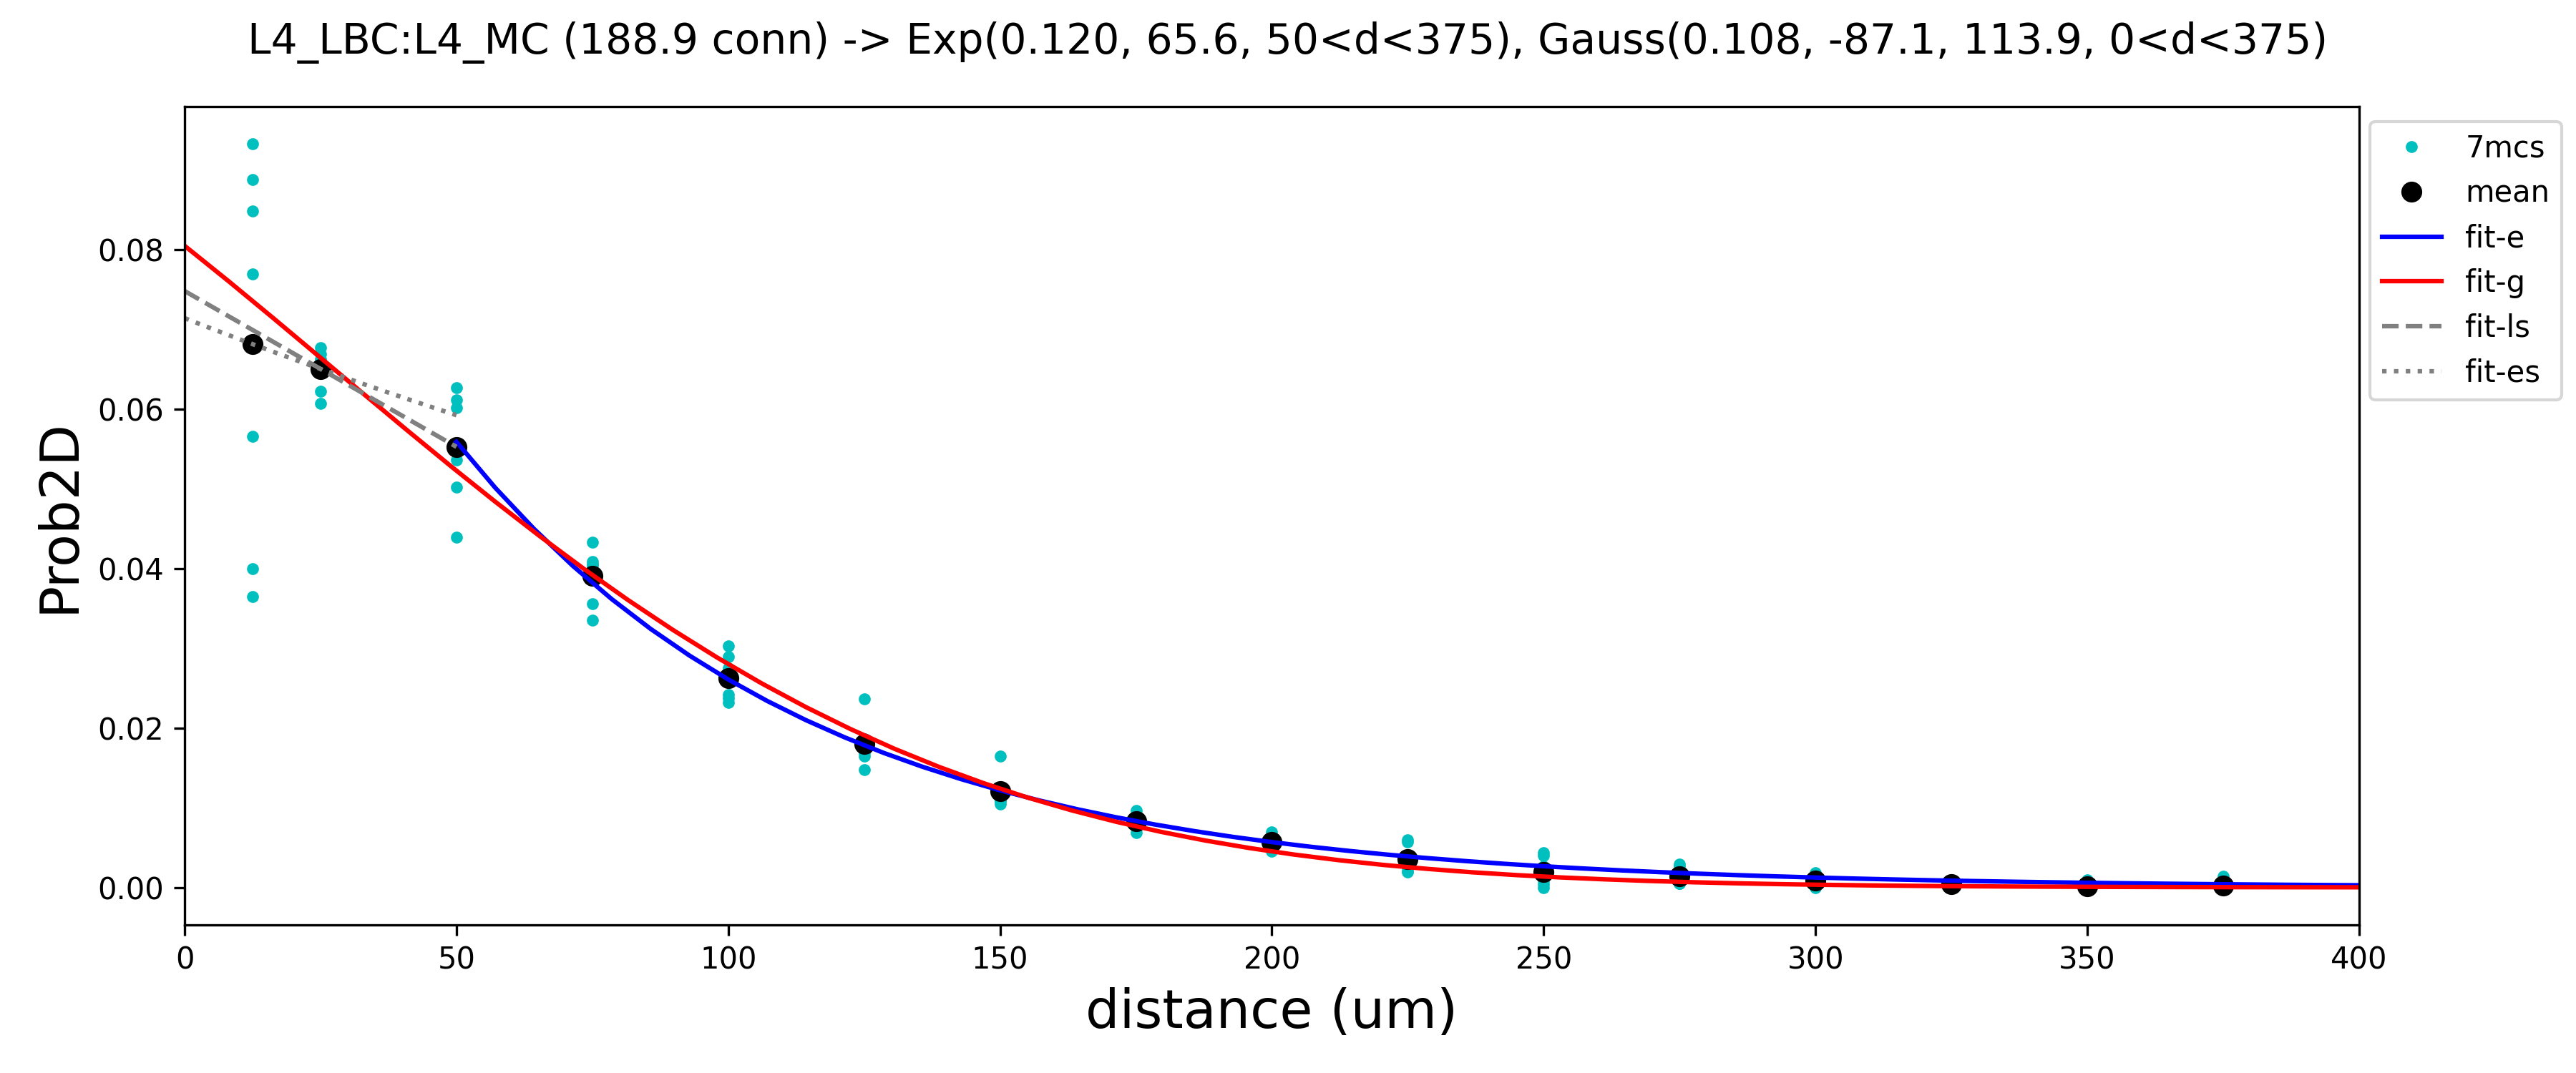 L4_LBC:L4_MC (188.9 conn) -> Exp(0.120, 65.6, 50<d<375), Gauss(0.108, -87.1, 113.9, 0<d<375)
7mcs
mean
fit-e
fit-g
fit-ls
fit-es
Prob2D
0.08
0.06
0.04
0.02
0.00
0 50 100 150 200 250 300 350 400
distance (um)